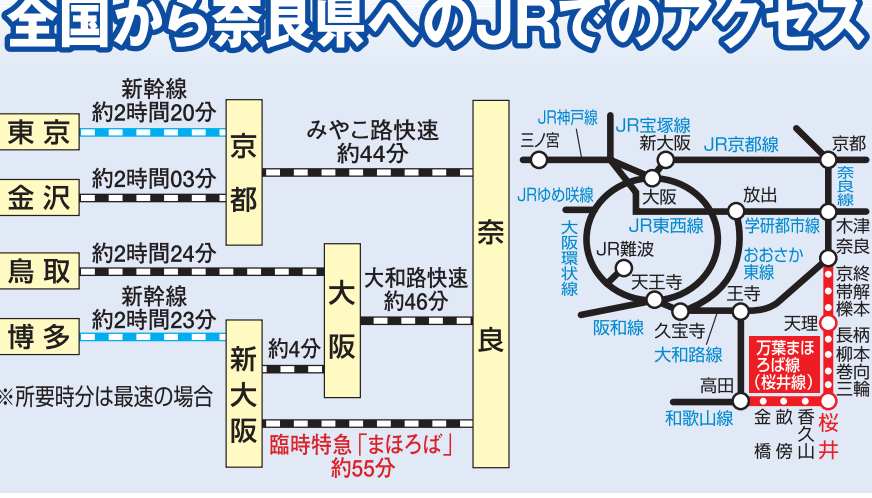 全国から奈良県へのJRでのアクセス
新幹線
約2時間20分
東京
京都
みやこ路快速
約44分
金沢
約2時間03分
鳥取
約2時間24分
大阪
大和路快速
約46分
奈良
新幹線
約2時間23分
博多
新大阪
約4分
※所要時分は最速の場合
臨時特急「まほろば」
約55分
JR神戸線
三ノ宮
JR宝塚線
新大阪
JR京都線
京都
奈良線
JRゆめ咲線
大阪
放出
JR東西線
学研都市線
木津
奈良
大阪環状線
JR難波
おおさか
東線
天王寺
王寺
京終
帯解
櫟本
阪和線
久宝寺
大和路線
天理
万葉まほ
ろば線
(桜井線)
長柄
柳本
巻向
三輪
高田
和歌山線
金橋
畝傍
香久山
桜井